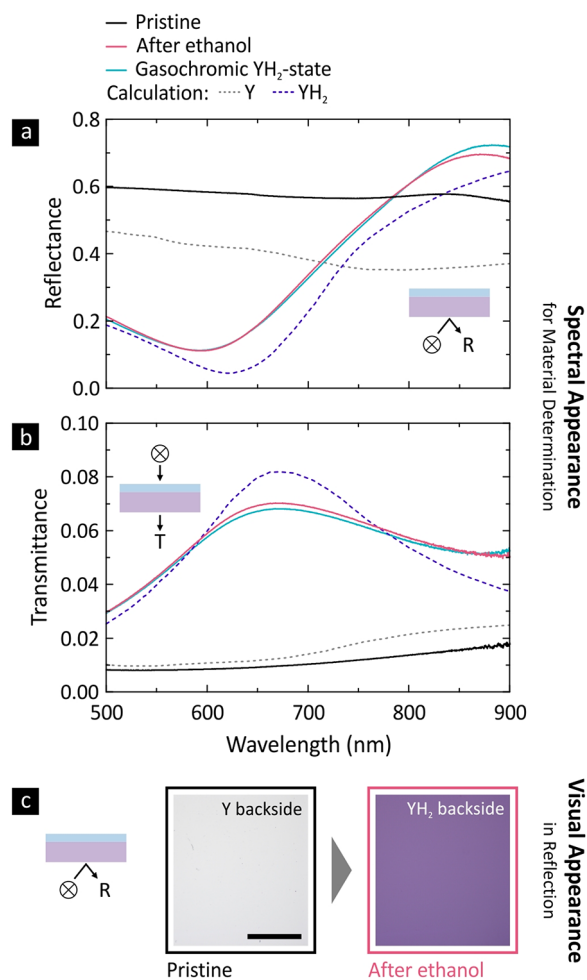 Pristine
After ethanol
Gasochromic YH₂-state
Calculation: Y YH₂
a
0.8
0.6
0.4
0.2
0.0
Reflectance
R
b
0.10
0.08
0.06
0.04
0.02
0.00
Transmittance
T
500 600 700 800 900
Wavelength (nm)
Spectral Appearance
for Material Determination
c
R
Y backside
YH₂ backside
Pristine
After ethanol
Visual Appearance
in Reflection